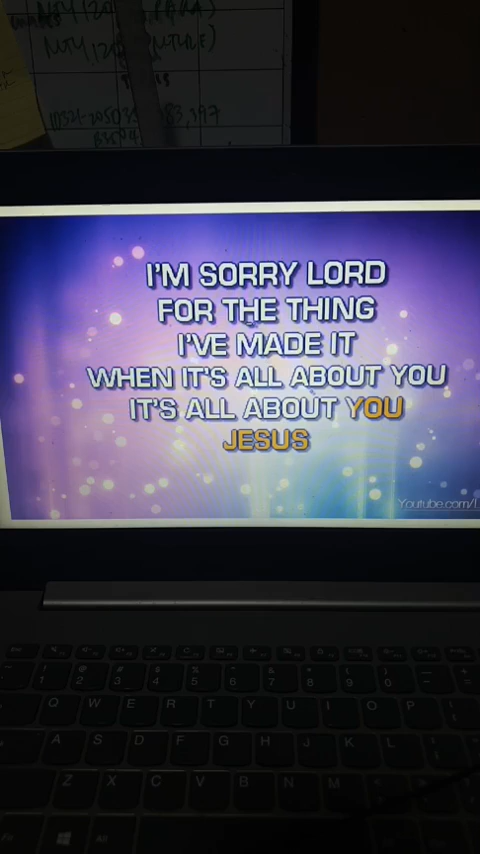 I'M SORRY LORD
FOR THE THING
I'VE MADE IT
WHEN IT'S ALL ABOUT YOU
IT'S ALL ABOUT YOU
JESUS
Youtube.com/
Q W E R T Y U I O P
A S D F G H J K L
Z X C V B N M
Alt